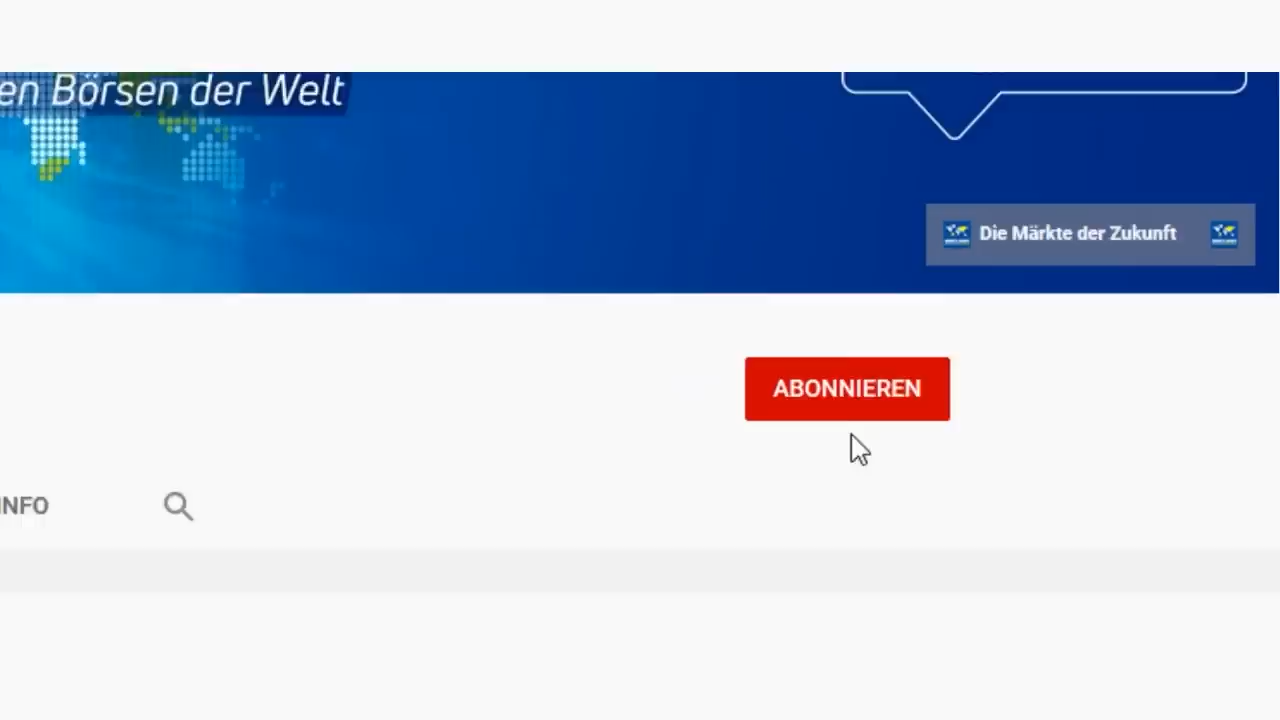 en Börsen der Welt
Die Märkte der Zukunft
ABONNIEREN
INFO